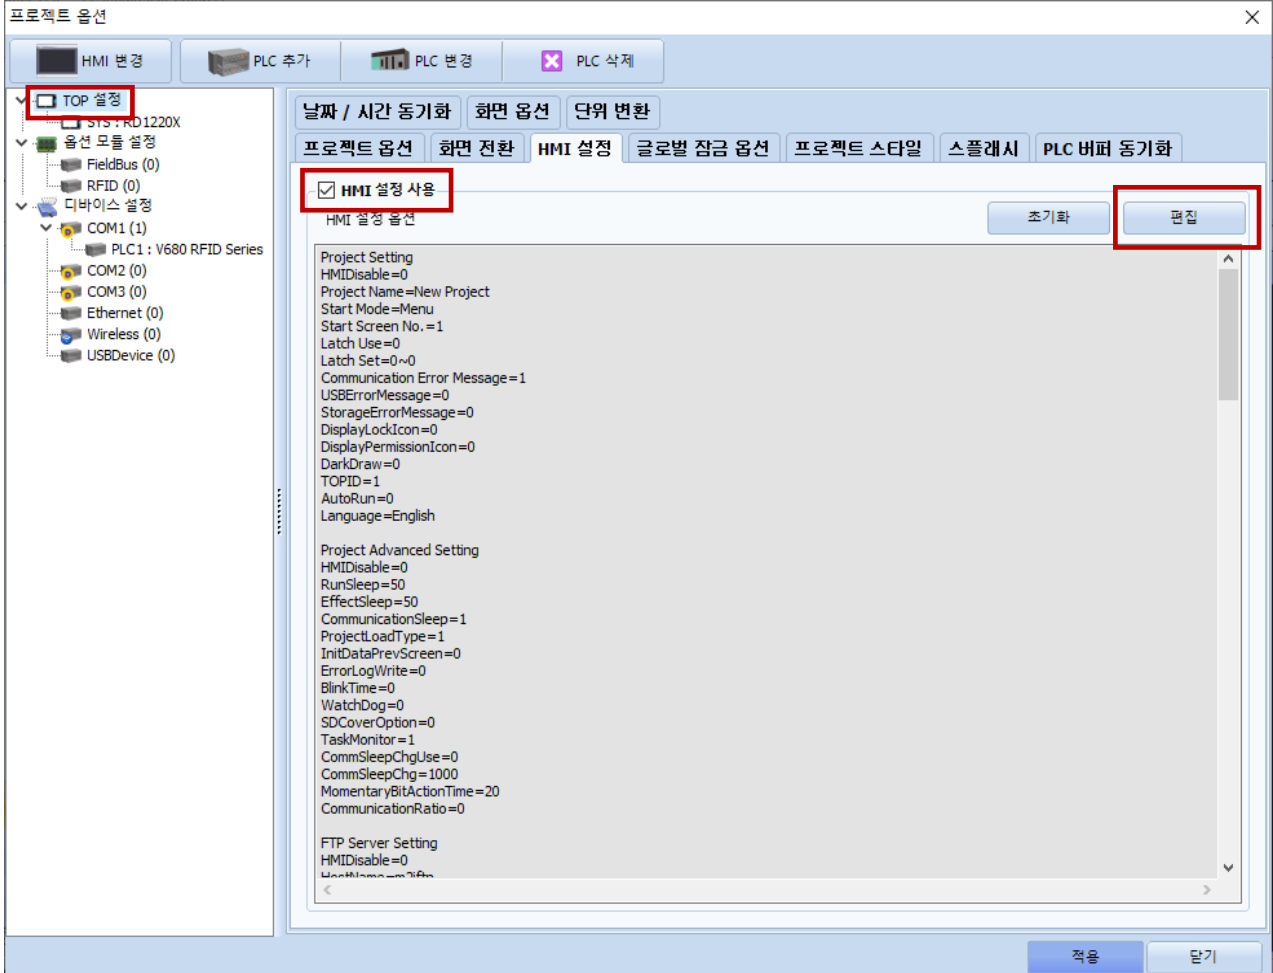 프로젝트 옵션
HMI 변경
PLC 추가
PLC 변경
PLC 삭제
TOP 설정
SYS : RD1220X
옵션 모듈 설정
FieldBus (0)
RFID (0)
디바이스 설정
COM1 (1)
PLC1 : V680 RFID Series
COM2 (0)
COM3 (0)
Ethernet (0)
Wireless (0)
USBDevice (0)
날짜 / 시간 동기화 화면 옵션 단위 변환
프로젝트 옵션 화면 전환 HMI 설정 글로벌 잠금 옵션 프로젝트 스타일 스플래시 PLC 버퍼 동기화
HMI 설정 사용
HMI 설정 옵션
초기화
편집
Project Setting
HMIDisable=0
Project Name=New Project
Start Mode=Menu
Start Screen No.=1
Latch Use=0
Latch Set=0~0
Communication Error Message=1
USBErrorMessage=0
StorageErrorMessage=0
DisplayLockIcon=0
DisplayPermissionIcon=0
DarkDraw=0
TOPID=1
AutoRun=0
Language=English
Project Advanced Setting
HMIDisable=0
RunSleep=50
EffectSleep=50
CommunicationSleep=1
ProjectLoadType=1
InitDataPrevScreen=0
ErrorLogWrite=0
BlinkTime=0
WatchDog=0
SDCoverOption=0
TaskMonitor=1
CommSleepChgUse=0
CommSleepChg=1000
MomentaryBitActionTime=20
CommunicationRatio=0
FTP Server Setting
HMIDisable=0
HostName=m2iftp
적용
닫기